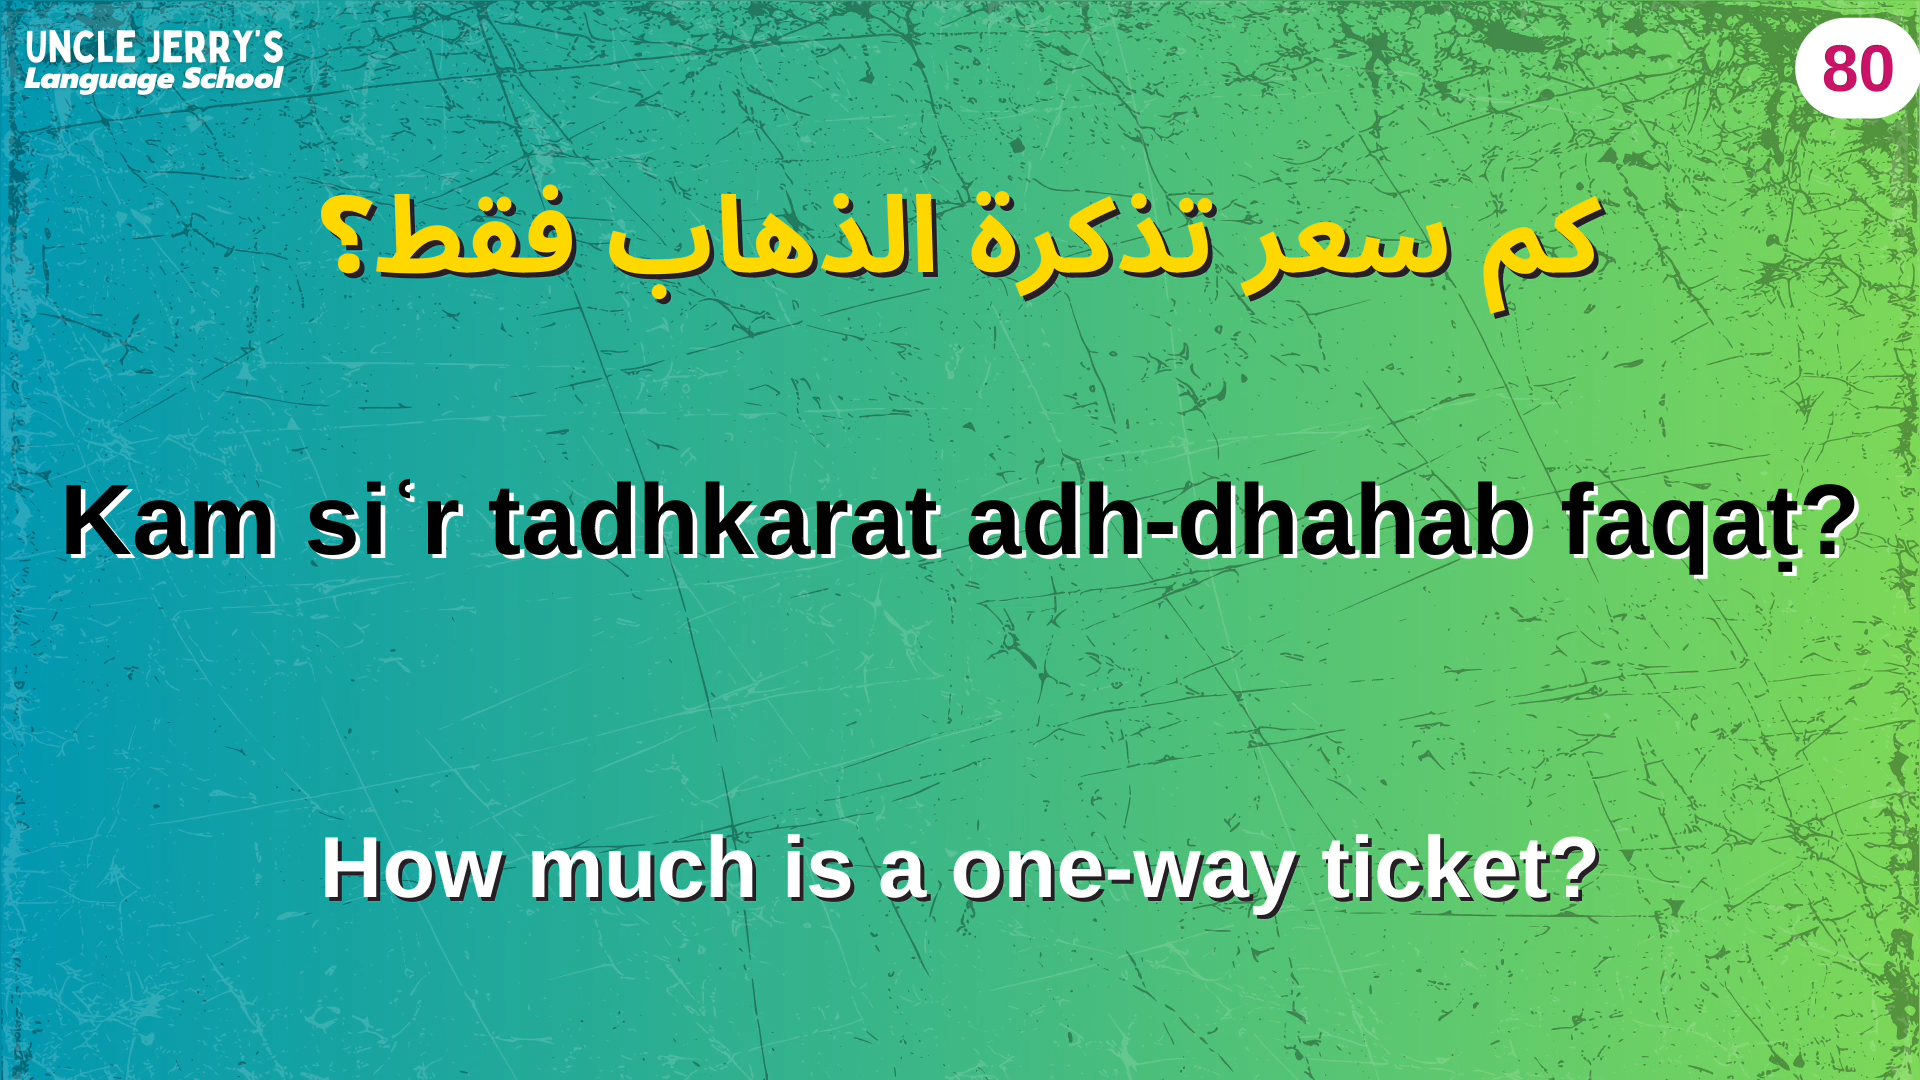 UNCLE JERRY'S
Language School
80
كم سعر تذكرة الذهاب فقط؟
Kam siʿr tadhkarat adh-dhahab faqaṭ?
How much is a one-way ticket?